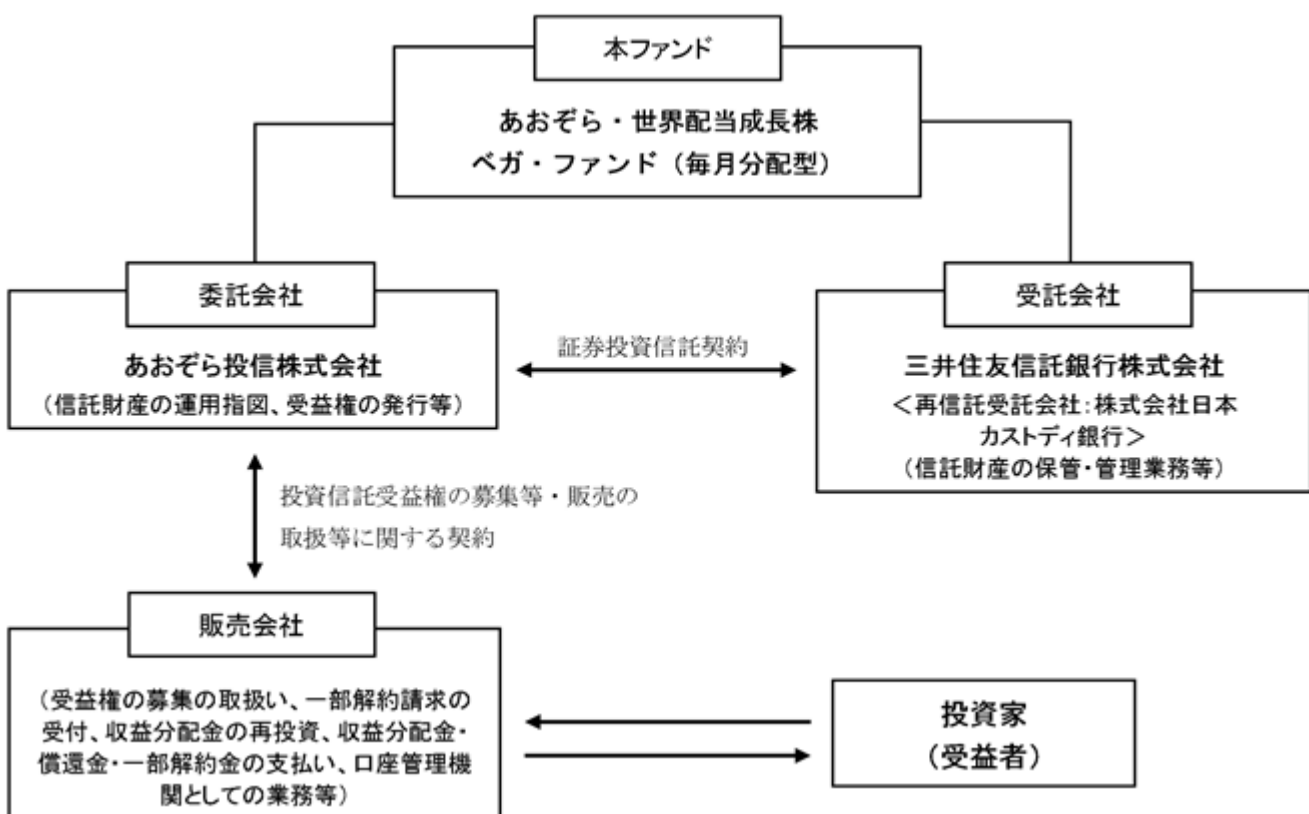 本ファンド
あおぞら・世界配当成長株
ベガ・ファンド（毎月分配型）
委託会社
あおぞら投信株式会社
（信託財産の運用指図、受益権の発行等）
証券投資信託契約
受託会社
三井住友信託銀行株式会社
＜再信託受託会社：株式会社日本
カストディ銀行＞
（信託財産の保管・管理業務等）
投資信託受益権の募集等・販売の
取扱等に関する契約
販売会社
（受益権の募集の取扱い、一部解約請求の
受付、収益分配金の再投資、収益分配金・
償還金・一部解約金の支払い、口座管理機
関としての業務等）
投資家
（受益者）